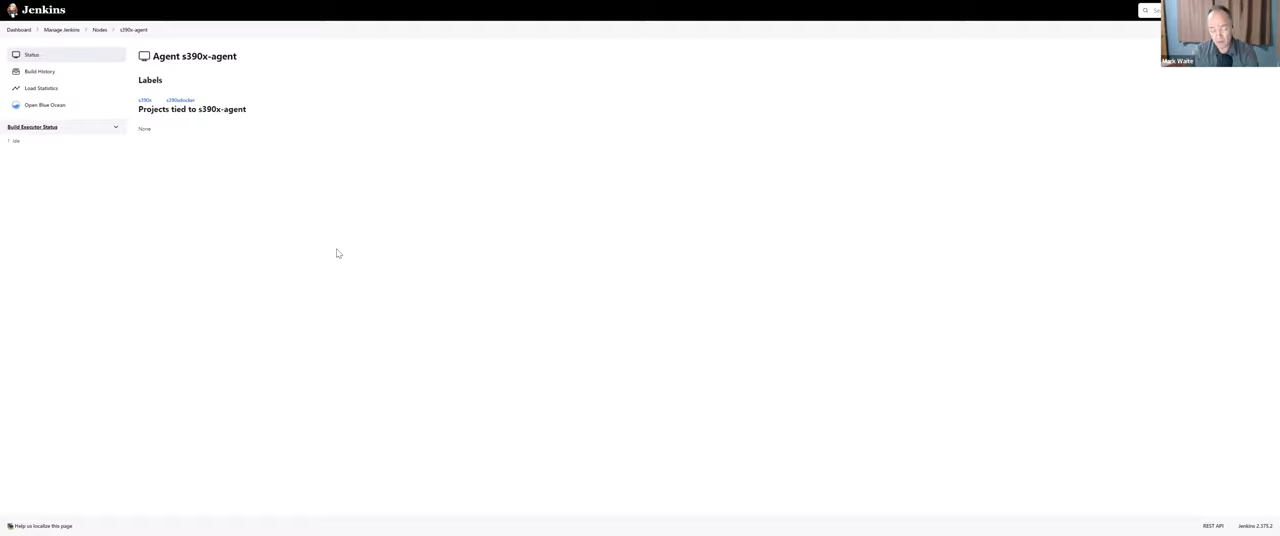 Jenkins
Dashboard > Manage Jenkins > Nodes > s390x-agent
Mark Waite
Status
Build History
Load Statistics
Open Blue Ocean
Build Executor Status
1 Idle
Agent s390x-agent
Labels
s390x s390xdocker
Projects tied to s390x-agent
None
Help us localize this page
REST API
Jenkins 2.375.2